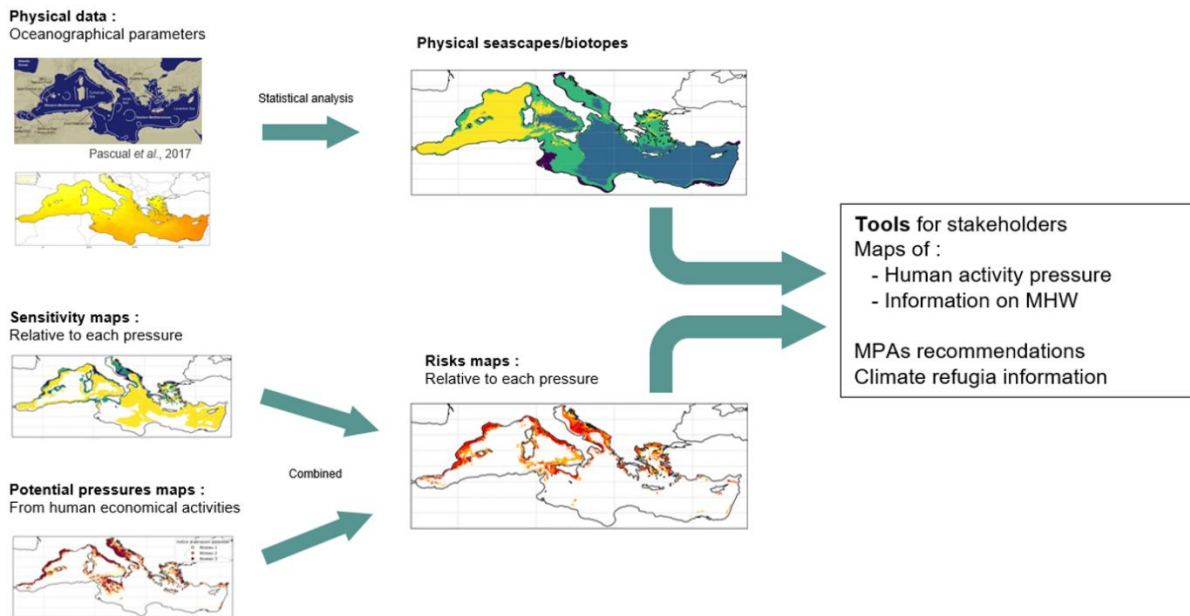 Physical data :
Oceanographical parameters
Pascual et al., 2017
Statistical analysis
Physical seascapes/biotopes
Sensitivity maps :
Relative to each pressure
Potential pressures maps :
From human economical activities
Combined
Risks maps :
Relative to each pressure
Tools for stakeholders
Maps of :
- Human activity pressure
- Information on MHW
MPAs recommendations
Climate refugia information